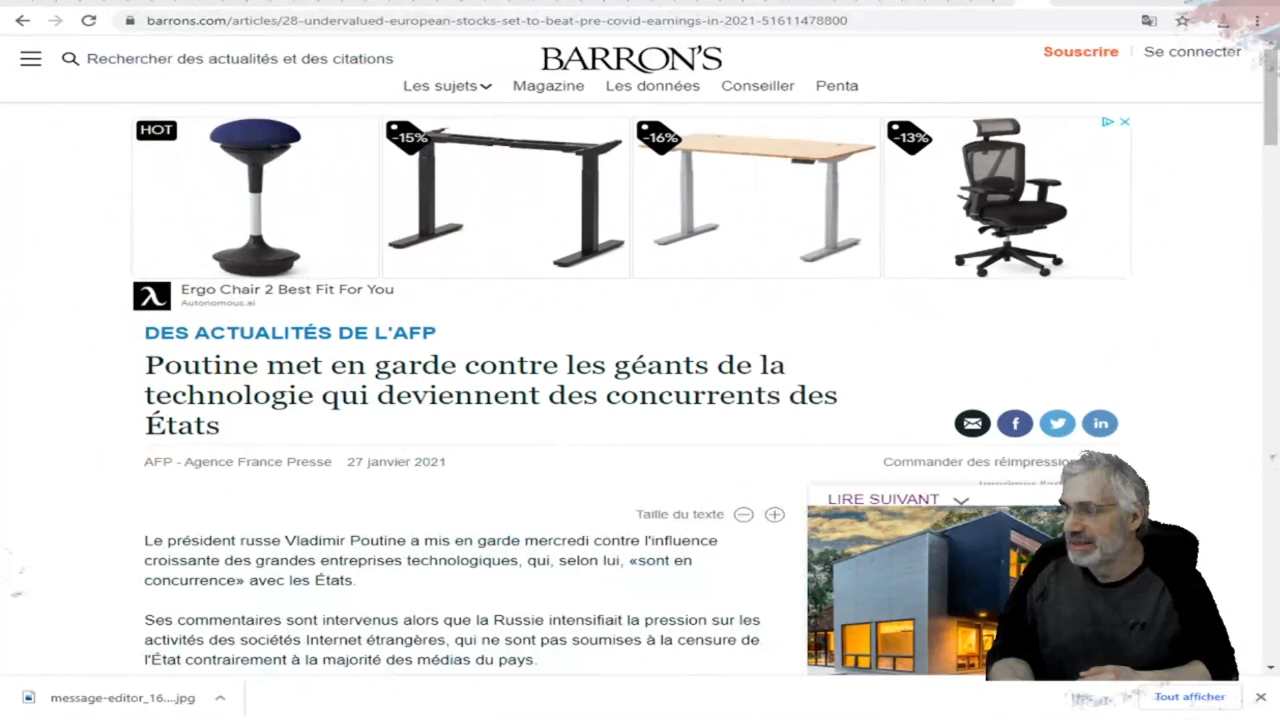 barrons.com/articles/28-undervalued-european-stocks-set-to-beat-pre-covid-earnings-in-2021-51611478800
Rechercher des actualités et des citations
BARRON'S
Souscrire
Se connecter
Les sujets
Magazine
Les données
Conseiller
Penta
HOT
-15%
-16%
-13%
Ergo Chair 2 Best Fit For You
Autonomous.ai
DES ACTUALITÉS DE L'AFP
Poutine met en garde contre les géants de la
technologie qui deviennent des concurrents des
États
AFP - Agence France Presse 27 janvier 2021
Commander des réimpressio
LIRE SUIVANT
Taille du texte
Le président russe Vladimir Poutine a mis en garde mercredi contre l'influence
croissante des grandes entreprises technologiques, qui, selon lui, «sont en
concurrence» avec les États.
Ses commentaires sont intervenus alors que la Russie intensifiait la pression sur les
activités des sociétés Internet étrangères, qui ne sont pas soumises à la censure de
l'État contrairement à la majorité des médias du pays.
message-editor_16....jpg
Tout afficher